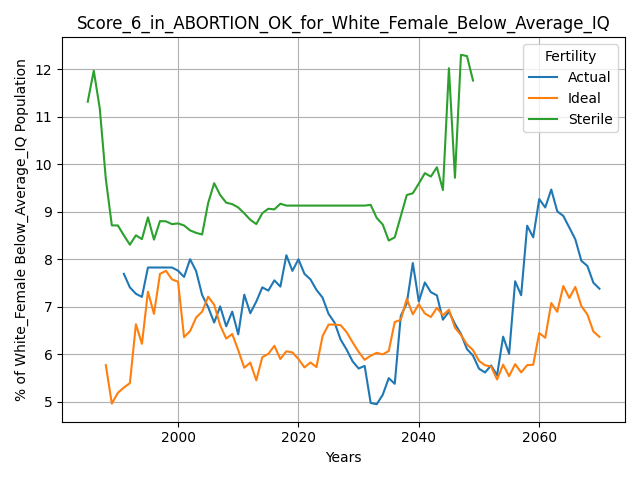 Score_6_in_ABORTION_OK_for_White_Female_Below_Average_IQ
% of White_Female Below_Average_IQ Population
12
11
10
9
8
7
6
5
Fertility
Actual
Ideal
Sterile
2000 2020 2040 2060
Years